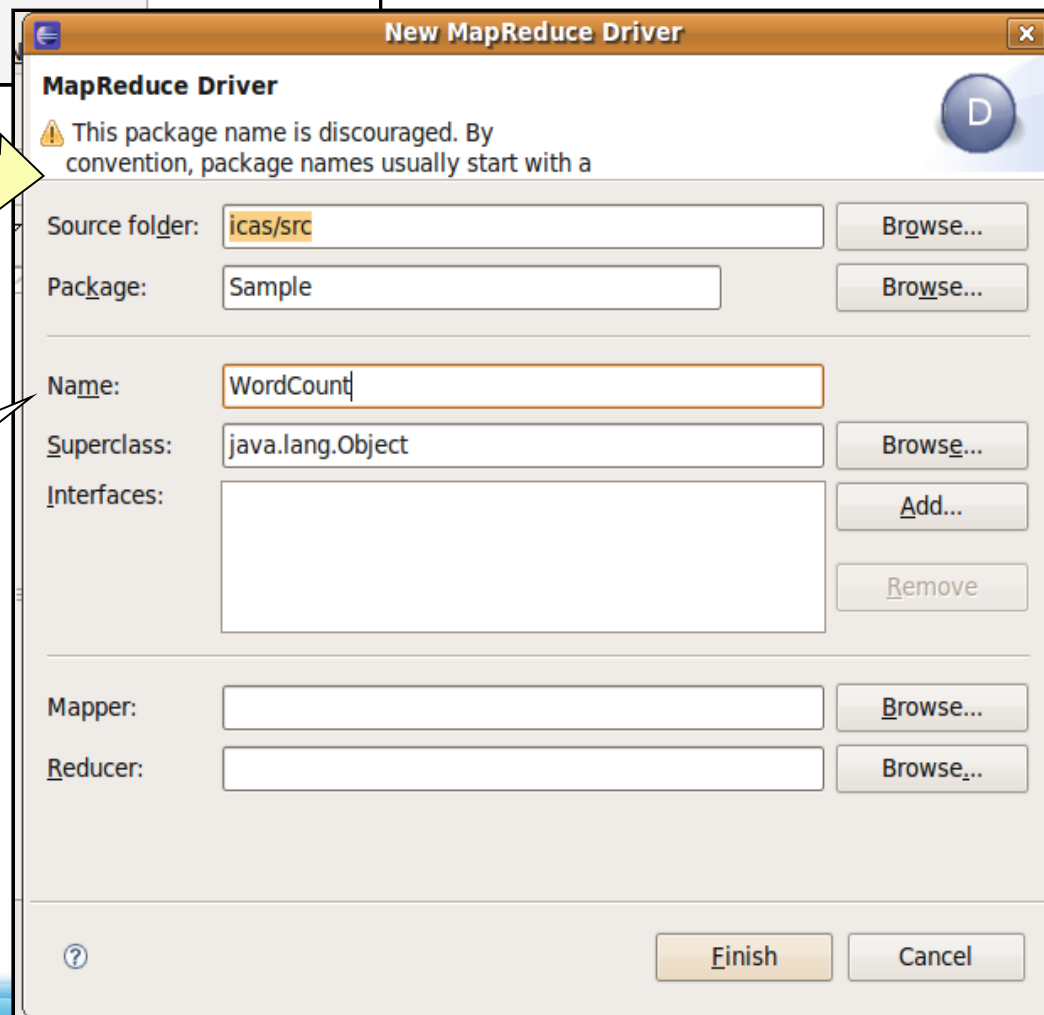 New MapReduce Driver
MapReduce Driver
This package name is discouraged. By
convention, package names usually start with a
D
Source folder: icas/src Browse...
Package: Sample Browse...
Name: WordCount
Superclass: java.lang.Object Browse...
Interfaces: Add...
Remove
Mapper: Browse...
Reducer: Browse...
? Finish Cancel